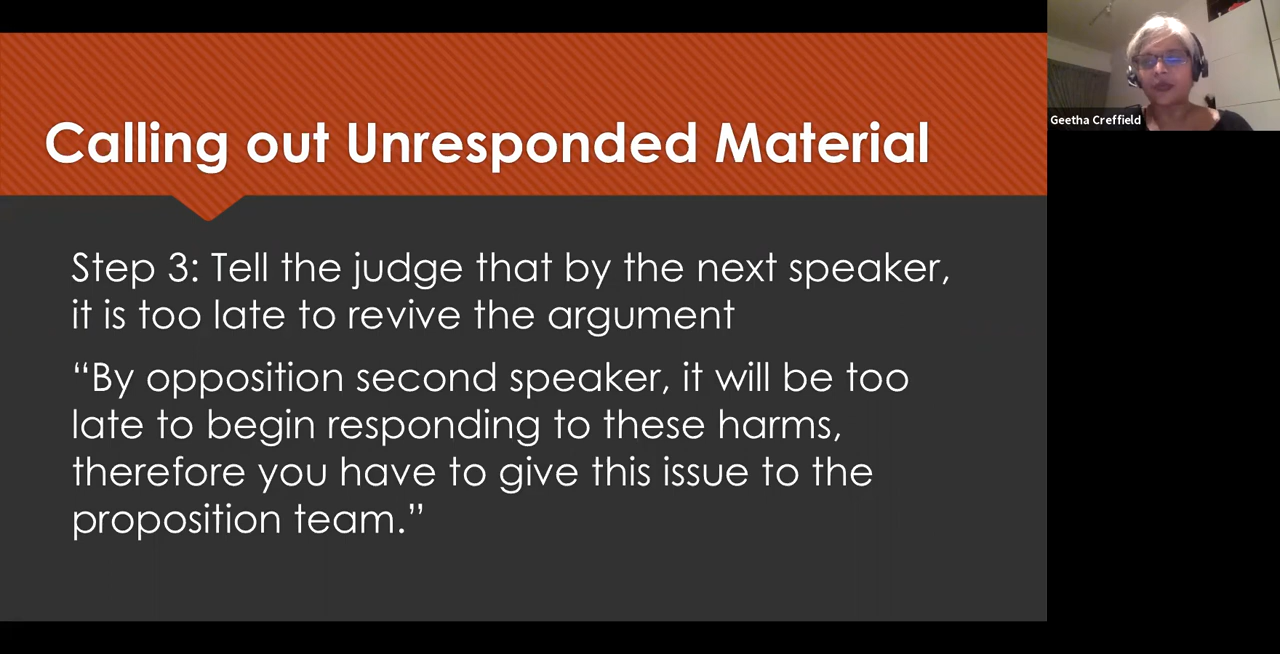 Calling out Unresponded Material
Step 3: Tell the judge that by the next speaker,
it is too late to revive the argument
“By opposition second speaker, it will be too
late to begin responding to these harms,
therefore you have to give this issue to the
proposition team.”
Geetha Creffield